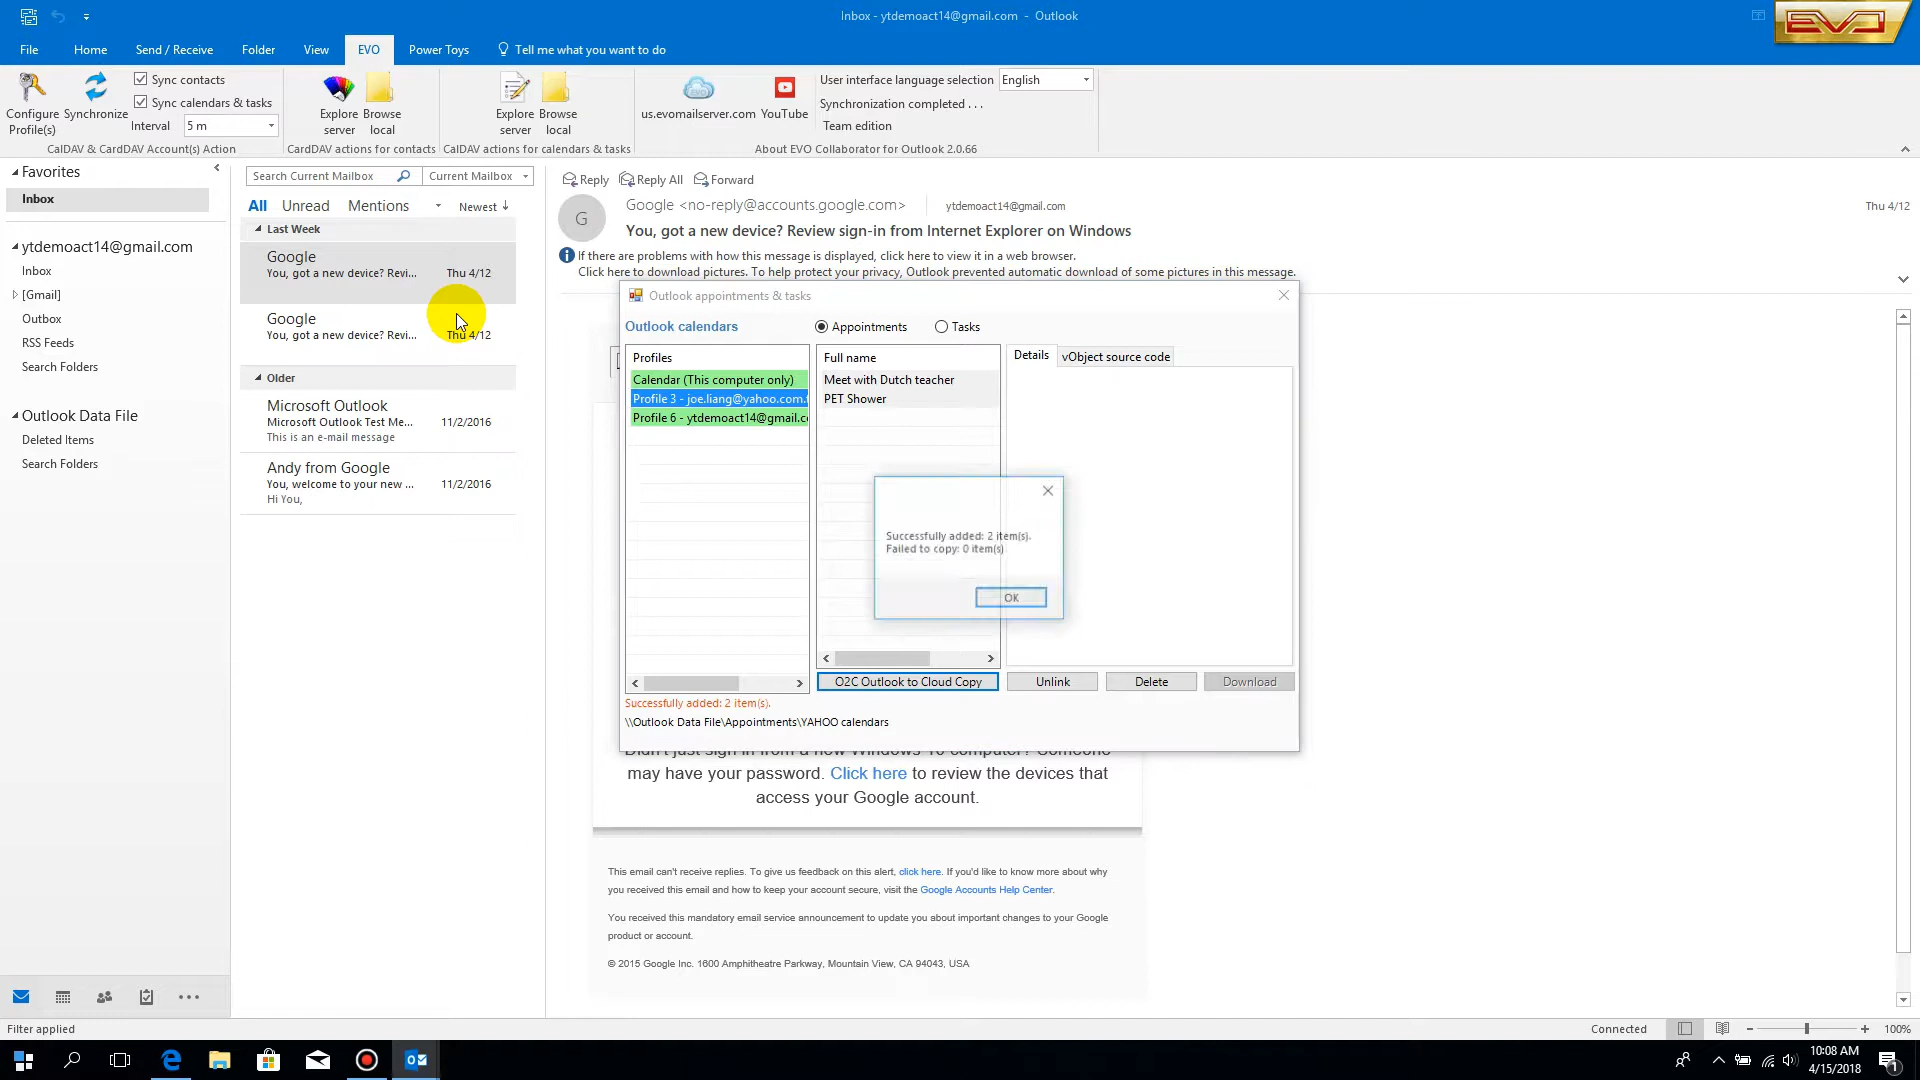 Inbox - ytdemoact14@gmail.com - Outlook
EVO
File Home Send / Receive Folder View EVO Power Toys Tell me what you want to do
Configure Profile(s)
Synchronize
Sync contacts
Sync calendars & tasks
Interval 5 m
CalDAV & CardDAV Account(s) Action
Explore server
Browse local
CardDAV actions for contacts
Explore server
Browse local
CalDAV actions for calendars & tasks
us.evomailserver.com
YouTube
User interface language selection English
Synchronization completed . . .
Team edition
About EVO Collaborator for Outlook 2.0.66
Favorites
Inbox
ytdemoact14@gmail.com
Inbox
[Gmail]
Outbox
RSS Feeds
Search Folders
Outlook Data File
Deleted Items
Search Folders
Search Current Mailbox Current Mailbox
All Unread Mentions Newest ↓
Last Week
Google
You, got a new device? Revi... Thu 4/12
Google
You, got a new device? Revi... Thu 4/12
Older
Microsoft Outlook
Microsoft Outlook Test Me... 11/2/2016
This is an e-mail message
Andy from Google
You, welcome to your new ... 11/2/2016
Hi You,
Reply Reply All Forward
G
Google <no-reply@accounts.google.com> ytdemoact14@gmail.com Thu 4/12
You, got a new device? Review sign-in from Internet Explorer on Windows
If there are problems with how this message is displayed, click here to view it in a web browser.
Click here to download pictures. To help protect your privacy, Outlook prevented automatic download of some pictures in this message.
Outlook appointments & tasks
Outlook calendars Appointments Tasks
Profiles
Calendar (This computer only)
Profile 3 - joe.liang@yahoo.com.
Profile 6 - ytdemoact14@gmail.c
Full name
Meet with Dutch teacher
PET Shower
Details vObject source code
Successfully added: 2 item(s).
Failed to copy: 0 item(s)
OK
O2C Outlook to Cloud Copy Unlink Delete Download
Successfully added: 2 item(s).
\\Outlook Data File\Appointments\YAHOO calendars
Didn't just sign in from a new Windows 10 computer? Someone
may have your password. Click here to review the devices that
access your Google account.
This email can't receive replies. To give us feedback on this alert, click here. If you'd like to know more about why
you received this email and how to keep your account secure, visit the Google Accounts Help Center.
You received this mandatory email service announcement to update you about important changes to your Google
product or account.
© 2015 Google Inc. 1600 Amphitheatre Parkway, Mountain View, CA 94043, USA
Filter applied Connected 100%
10:08 AM
4/15/2018
1